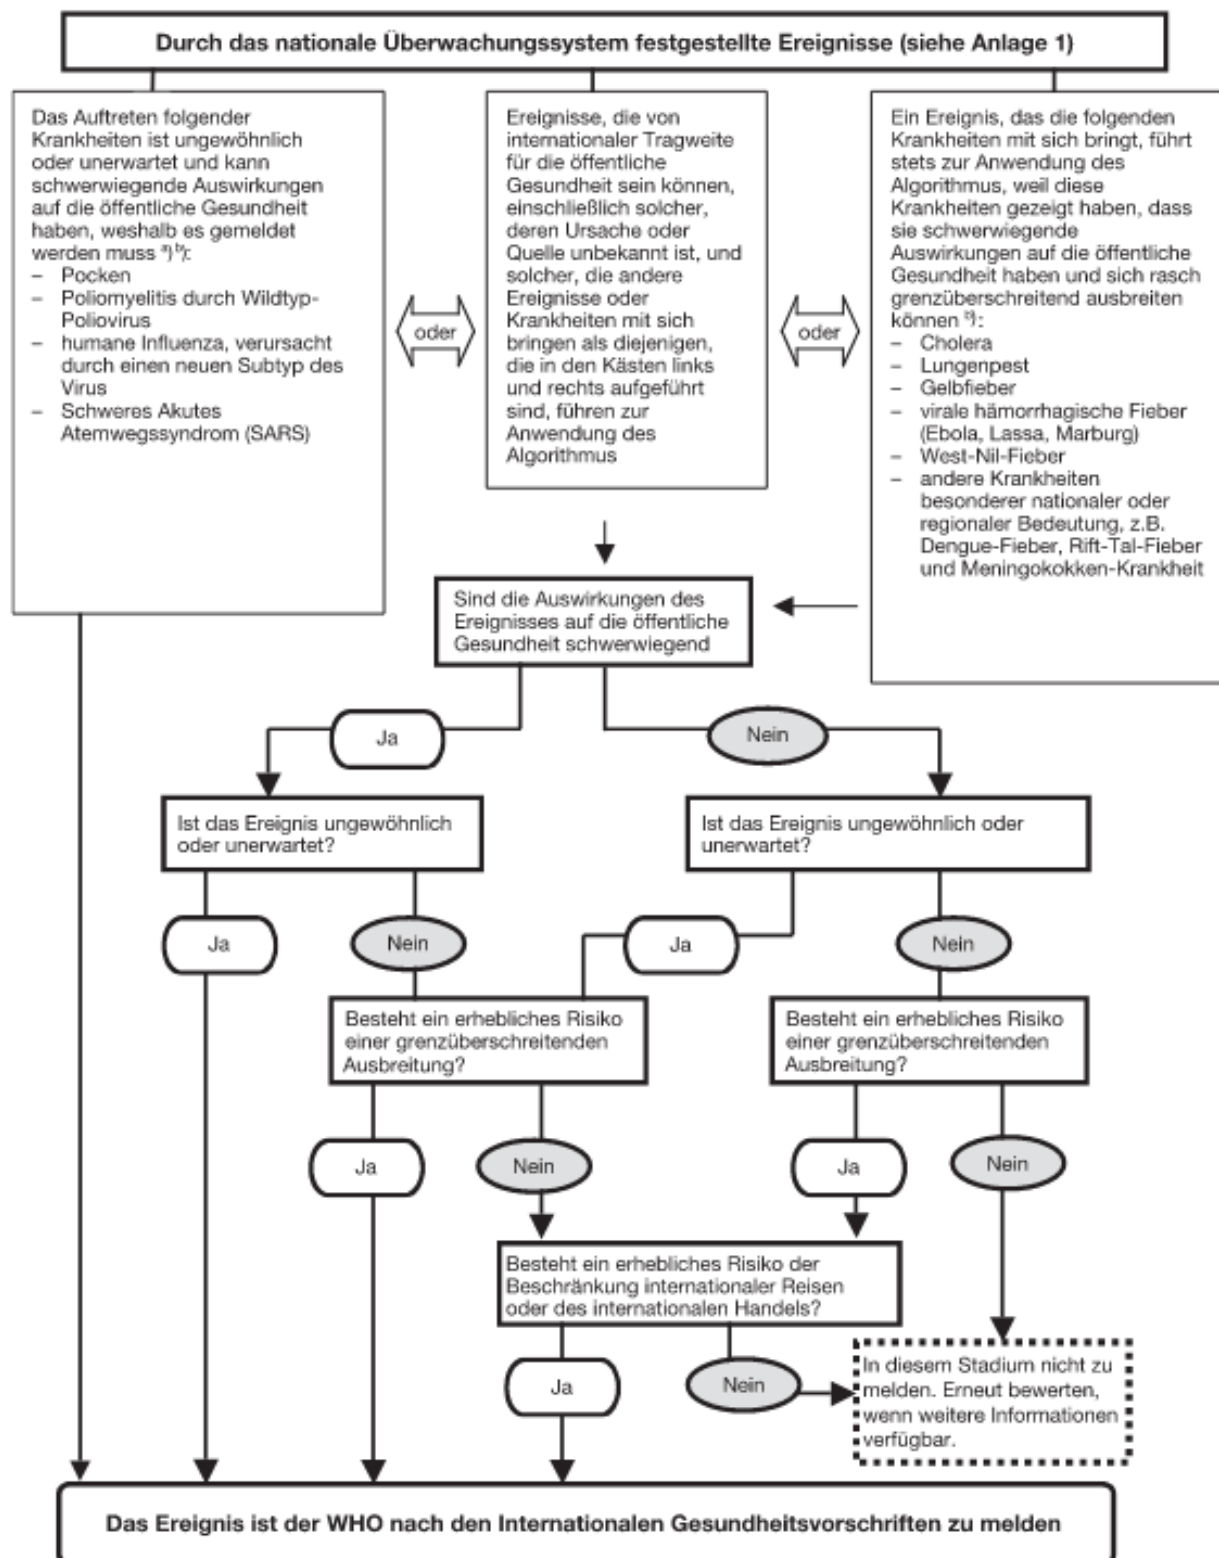 Durch das nationale Überwachungssystem festgestellte Ereignisse (siehe Anlage 1)
Das Auftreten folgender
Krankheiten ist ungewöhnlich
oder unerwartet und kann
schwerwiegende Auswirkungen
auf die öffentliche Gesundheit
haben, weshalb es gemeldet
werden muss a) b):
– Pocken
– Poliomyelitis durch Wildtyp-
Poliovirus
– humane Influenza, verursacht
durch einen neuen Subtyp des
Virus
– Schweres Akutes
Atemwegssyndrom (SARS)
oder
Ereignisse, die von
internationaler Tragweite
für die öffentliche
Gesundheit sein können,
einschließlich solcher,
deren Ursache oder
Quelle unbekannt ist, und
solcher, die andere
Ereignisse oder
Krankheiten mit sich
bringen als diejenigen,
die in den Kästen links
und rechts aufgeführt
sind, führen zur
Anwendung des
Algorithmus
oder
Ein Ereignis, das die folgenden
Krankheiten mit sich bringt, führt
stets zur Anwendung des
Algorithmus, weil diese
Krankheiten gezeigt haben, dass
sie schwerwiegende
Auswirkungen auf die öffentliche
Gesundheit haben und sich rasch
grenzüberschreitend ausbreiten
können b):
– Cholera
– Lungenpest
– Gelbfieber
– virale hämorrhagische Fieber
(Ebola, Lassa, Marburg)
– West-Nil-Fieber
– andere Krankheiten
besonderer nationaler oder
regionaler Bedeutung, z.B.
Dengue-Fieber, Rift-Tal-Fieber
und Meningokokken-Krankheit
Sind die Auswirkungen des
Ereignisses auf die öffentliche
Gesundheit schwerwiegend
Ja
Nein
Ist das Ereignis ungewöhnlich
oder unerwartet?
Ist das Ereignis ungewöhnlich oder
unerwartet?
Ja
Nein
Ja
Nein
Besteht ein erhebliches Risiko
einer grenzüberschreitenden
Ausbreitung?
Besteht ein erhebliches Risiko
einer grenzüberschreitenden
Ausbreitung?
Ja
Nein
Ja
Nein
Besteht ein erhebliches Risiko der
Beschränkung internationaler Reisen
oder des internationalen Handels?
Ja
Nein
In diesem Stadium nicht zu
melden. Erneut bewerten,
wenn weitere Informationen
verfügbar.
Das Ereignis ist der WHO nach den Internationalen Gesundheitsvorschriften zu melden